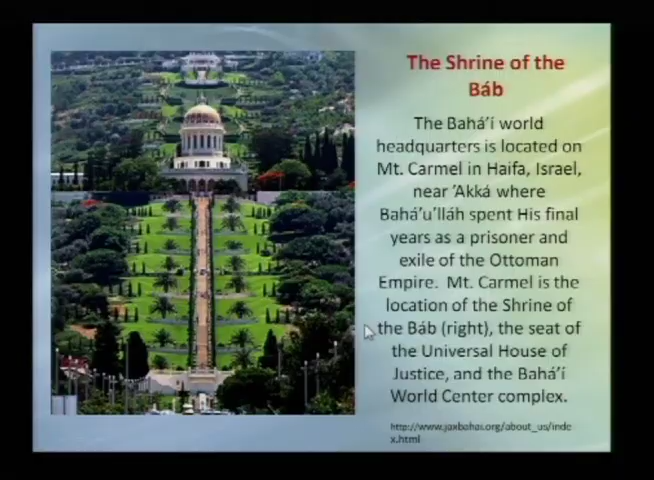 The Shrine of the
Báb
The Bahá’í world
headquarters is located on
Mt. Carmel in Haifa, Israel,
near ‘Akká where
Bahá’u’lláh spent His final
years as a prisoner and
exile of the Ottoman
Empire. Mt. Carmel is the
location of the Shrine of
the Báb (right), the seat of
the Universal House of
Justice, and the Bahá’í
World Center complex.
http://www.jaxbahai.org/about_us/inde
x.html